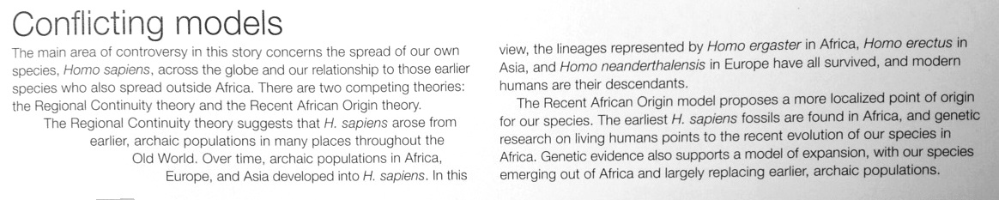 Conflicting models
The main area of controversy in this story concerns the spread of our own
species, Homo sapiens, across the globe and our relationship to those earlier
species who also spread outside Africa. There are two competing theories:
the Regional Continuity theory and the Recent African Origin theory.
The Regional Continuity theory suggests that H. sapiens arose from
earlier, archaic populations in many places throughout the
Old World. Over time, archaic populations in Africa,
Europe, and Asia developed into H. sapiens. In this
view, the lineages represented by Homo ergaster in Africa, Homo erectus in
Asia, and Homo neanderthalensis in Europe have all survived, and modern
humans are their descendants.
The Recent African Origin model proposes a more localized point of origin
for our species. The earliest H. sapiens fossils are found in Africa, and genetic
research on living humans points to the recent evolution of our species in
Africa. Genetic evidence also supports a model of expansion, with our species
emerging out of Africa and largely replacing earlier, archaic populations.